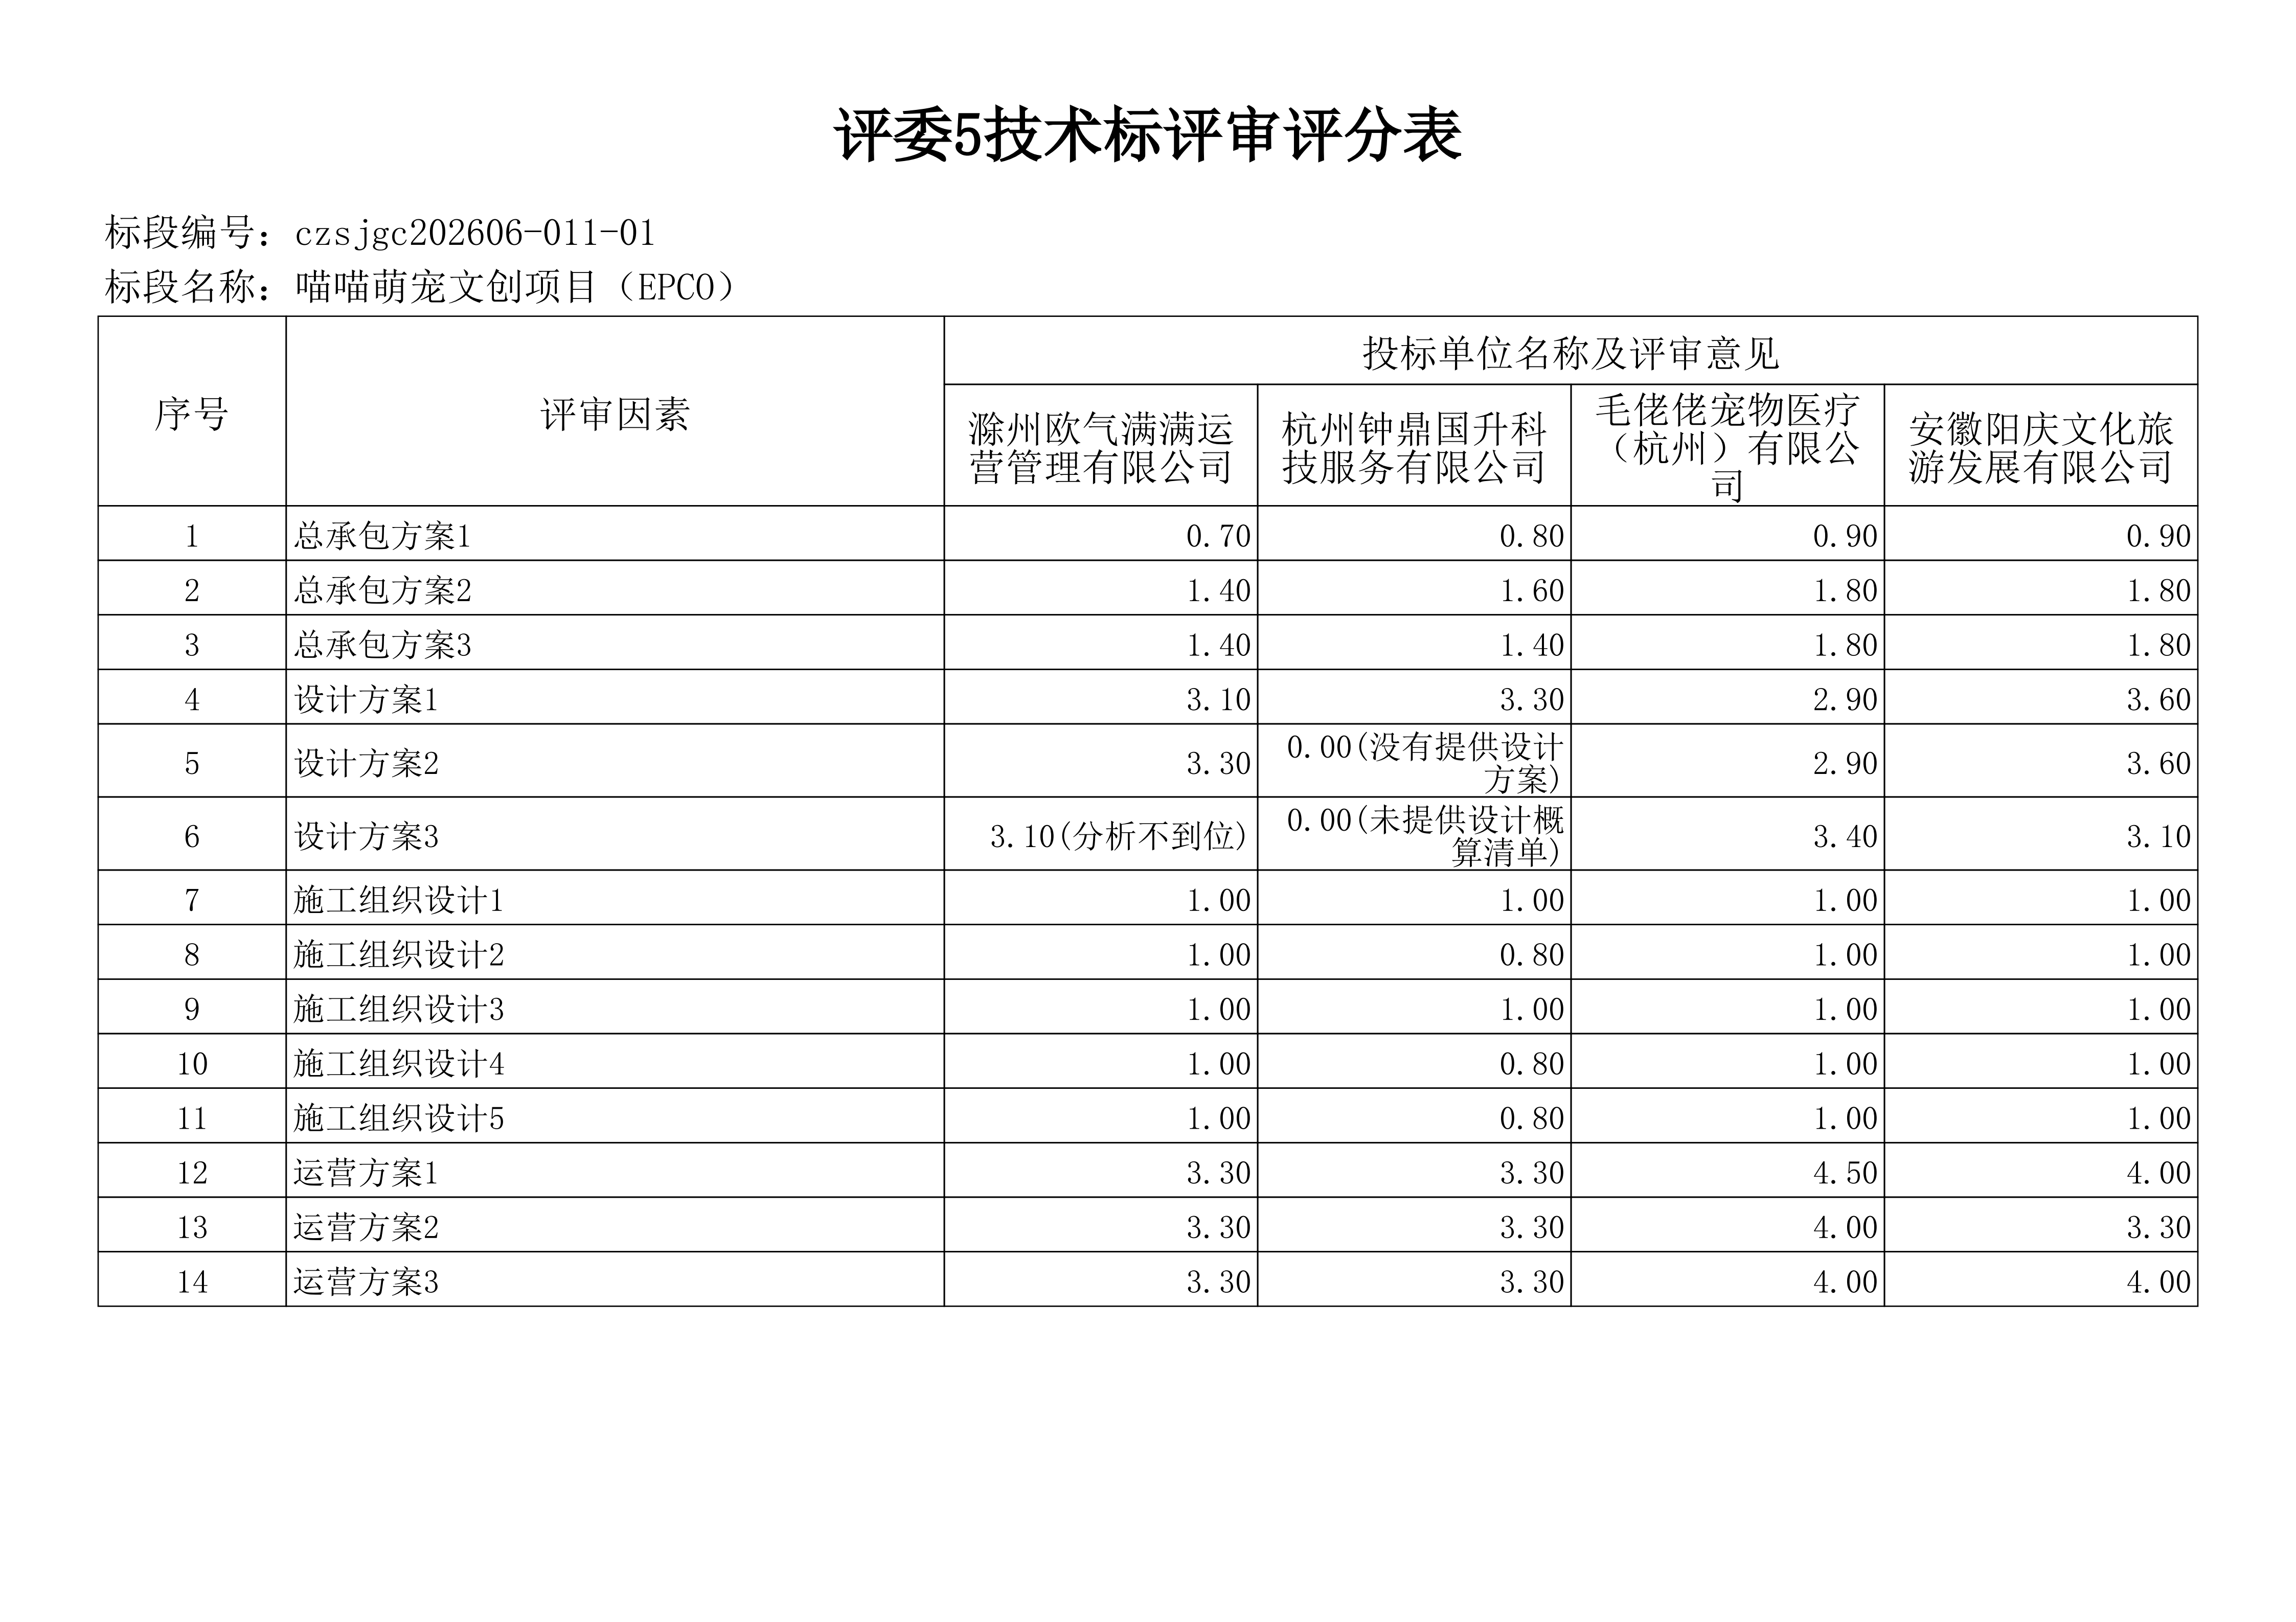 评委5技术标评审评分表
标段编号：czsjgc202606-011-01
标段名称：喵喵萌宠文创项目（EPCO）
序号 评审因素 投标单位名称及评审意见
滁州欧气满满运营管理有限公司 杭州钟鼎国升科技服务有限公司 毛佬佬宠物医疗（杭州）有限公司 安徽阳庆文化旅游发展有限公司
1 总承包方案1 0.70 0.80 0.90 0.90
2 总承包方案2 1.40 1.60 1.80 1.80
3 总承包方案3 1.40 1.40 1.80 1.80
4 设计方案1 3.10 3.30 2.90 3.60
5 设计方案2 3.30 0.00(没有提供设计方案) 2.90 3.60
6 设计方案3 3.10(分析不到位) 0.00(未提供设计概算清单) 3.40 3.10
7 施工组织设计1 1.00 1.00 1.00 1.00
8 施工组织设计2 1.00 0.80 1.00 1.00
9 施工组织设计3 1.00 1.00 1.00 1.00
10 施工组织设计4 1.00 0.80 1.00 1.00
11 施工组织设计5 1.00 0.80 1.00 1.00
12 运营方案1 3.30 3.30 4.50 4.00
13 运营方案2 3.30 3.30 4.00 3.30
14 运营方案3 3.30 3.30 4.00 4.00